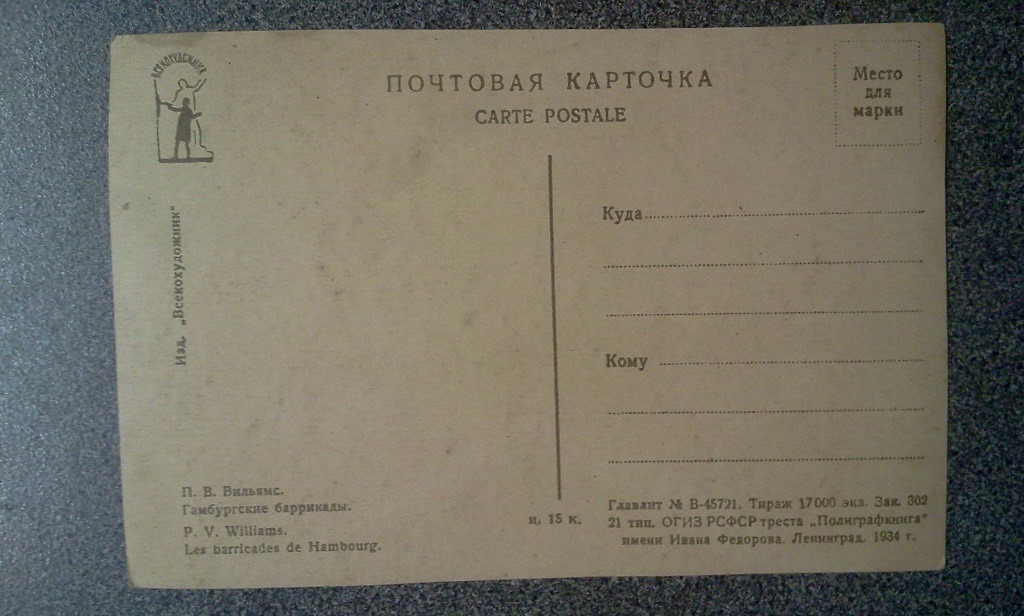 ВСЕКОХУДОЖНИК
ПОЧТОВАЯ КАРТОЧКА
CARTE POSTALE
Место
для
марки
Изд. „Всекохудожник"
Куда
Кому
П. В. Вильямс.
Гамбургские баррикады.
P. V. Williams.
Les barricades de Hambourg.
ц. 15 к.
Главлит № В-45721. Тираж 17000 экз. Зак. 302
21 тип. ОГИЗ РСФСР треста „Полиграфкнига"
имени Ивана Федорова. Ленинград. 1934 г.